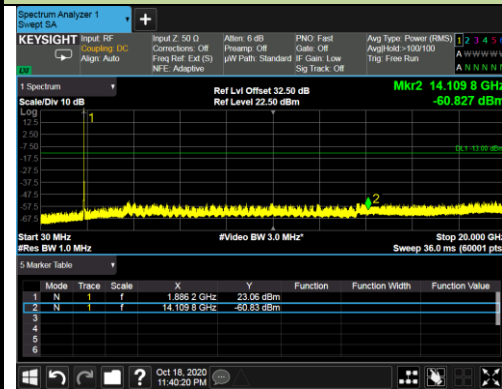 Spectrum Analyzer 1
Swept SA
+
KEYSIGHT
Input: RF
Coupling: DC
Align: Auto
Input Z: 50 Ω
Corrections: Off
Freq Ref: Ext (S)
NFE: Adaptive
Atten: 6 dB
Preamp: Off
µW Path: Standard
PNO: Fast
Gate: Off
IF Gain: Low
Sig Track: Off
Avg Type: Power (RMS)
Avg|Hold:>100/100
Trig: Free Run
1 2 3 4 5 6
A W W W W W
A N N N N N
1 Spectrum
Scale/Div 10 dB
Ref Lvl Offset 32.50 dB
Ref Level 22.50 dBm
Mkr2 14.109 8 GHz
-60.827 dBm
Log
1
12.5
2.50
-7.50
DL1 -13.00 dBm
-17.5
-27.5
-37.5
-47.5
-57.5
2
-67.5
Start 30 MHz
#Video BW 3.0 MHz*
Stop 20.000 GHz
#Res BW 1.0 MHz
Sweep 36.0 ms (60001 pts)
5 Marker Table
Mode Trace Scale X Y Function Function Width Function Value
1 N 1 f 1.886 2 GHz 23.06 dBm
2 N 1 f 14.109 8 GHz -60.83 dBm
3
4
5
6
?
Oct 18, 2020
11:40:20 PM